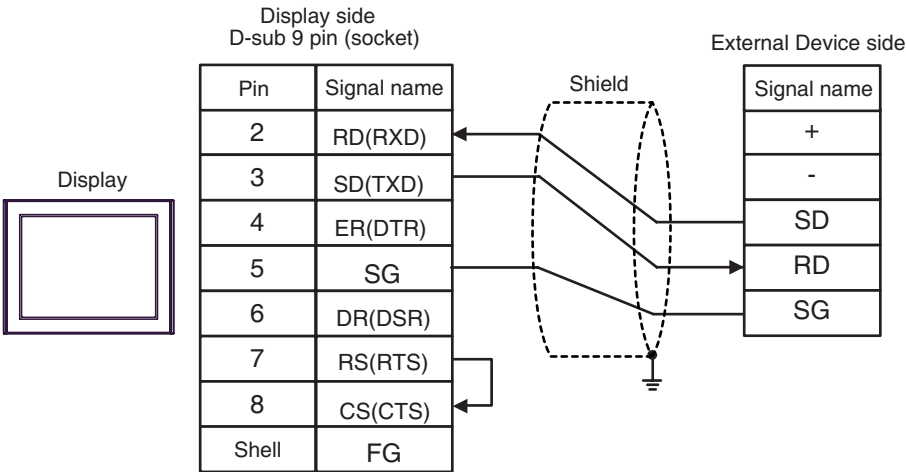 Display side
D-sub 9 pin (socket)
External Device side
Pin Signal name
Shield
Signal name
2 RD(RXD)
+
3 SD(TXD)
-
Display
4 ER(DTR)
SD
5 SG
RD
6 DR(DSR)
SG
7 RS(RTS)
8 CS(CTS)
Shell FG